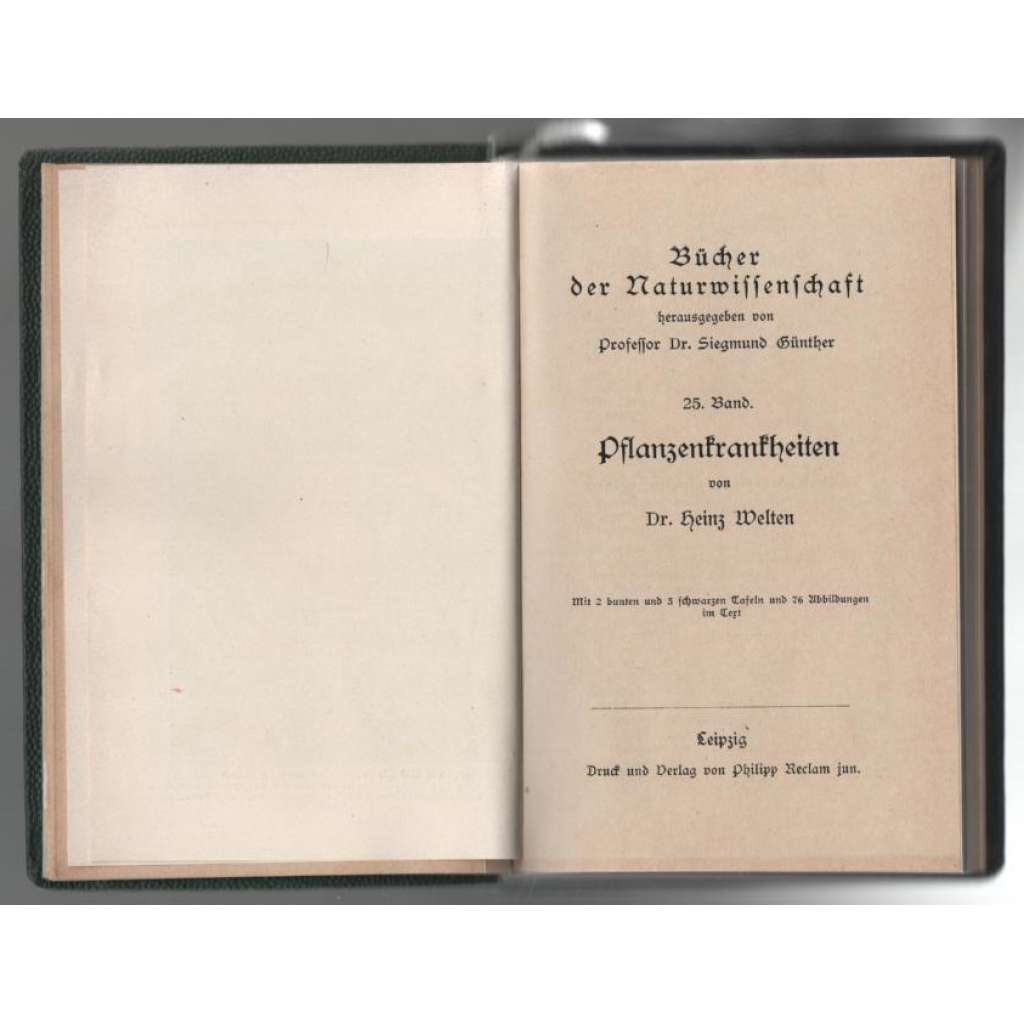 Bücher
der Naturwissenschaft
herausgegeben von
Professor Dr. Siegmund Günther
25. Band.
Pflanzenkrankheiten
von
Dr. Heinz Welten
Mit 2 bunten und 3 schwarzen Tafeln und 76 Abbildungen
im Text
Leipzig
Druck und Verlag von Philipp Reclam jun.